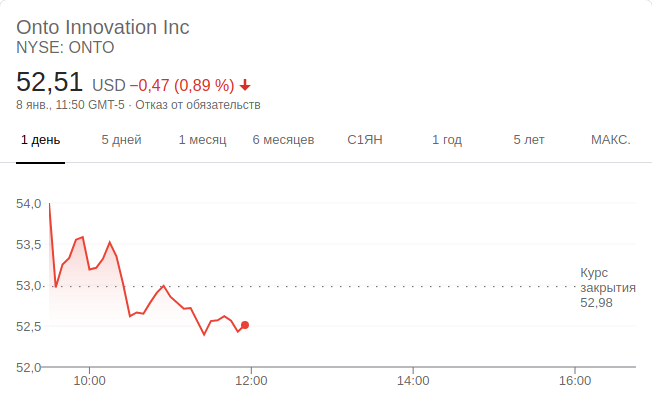 Onto Innovation Inc
NYSE: ONTO
52,51 USD −0,47 (0,89 %)
8 янв., 11:50 GMT-5 · Отказ от обязательств
1 день 5 дней 1 месяц 6 месяцев С1ЯН 1 год 5 лет МАКС.
54,0
53,5
53,0
52,5
52,0
Курс
закрытия
52,98
10:00 12:00 14:00 16:00